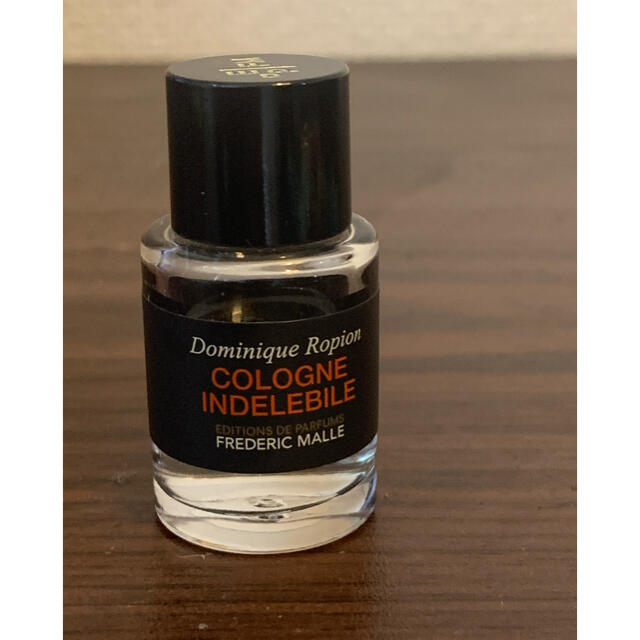 Dominique Ropion
COLOGNE
INDELEBILE
EDITIONS DE PARFUMS
FREDERIC MALLE